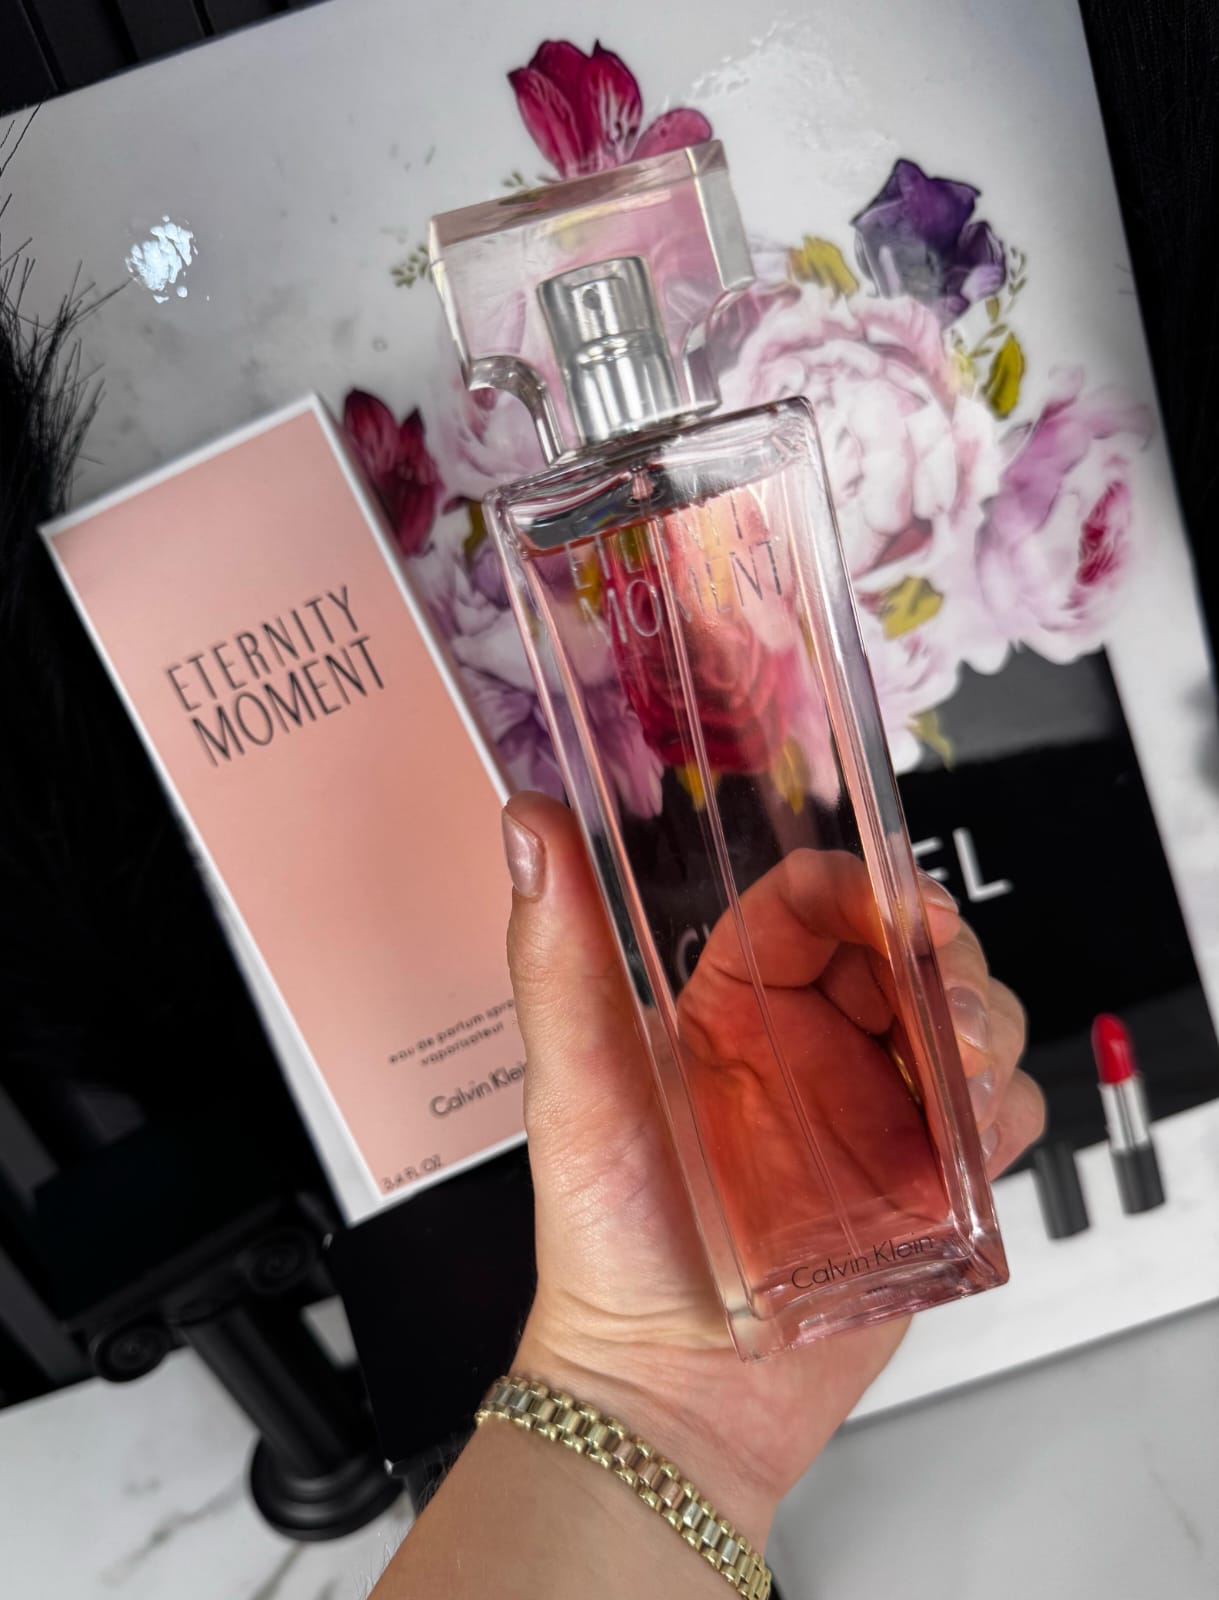 ETERNITY
MOMENT
eau de parfum spray
vaporisateur
Calvin Klein
3.4 FL OZ
ETERNITY
MOMENT
Calvin Klein
EL